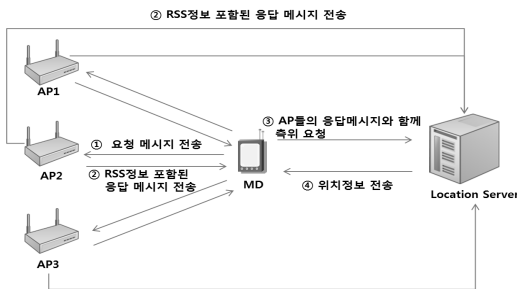 ② RSS정보 포함된 응답 메시지 전송
AP1
③ AP들의 응답메시지와 함께
측위 요청
① 요청 메시지 전송
AP2
② RSS정보 포함된
응답 메시지 전송
MD
④ 위치정보 전송
Location Server
AP3